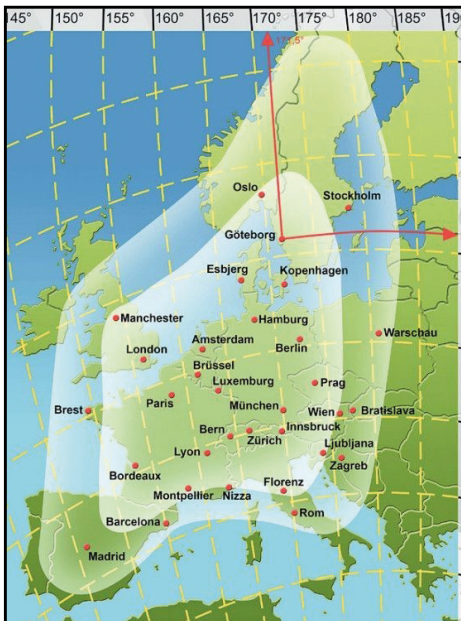 145° 150° 155° 160° 165° 170° 175° 180° 185° 190
Oslo
Stockholm
Göteborg
Esbjerg
Kopenhagen
Manchester
Hamburg
Amsterdam
Berlin
Warschau
London
Brüssel
Luxemburg
Prag
Paris
München
Brest
Wien
Bratislava
Bern
Zürich
Innsbruck
Lyon
Ljubljana
Zagreb
Bordeaux
Florenz
Montpellier
Nizza
Rom
Barcelona
Madrid